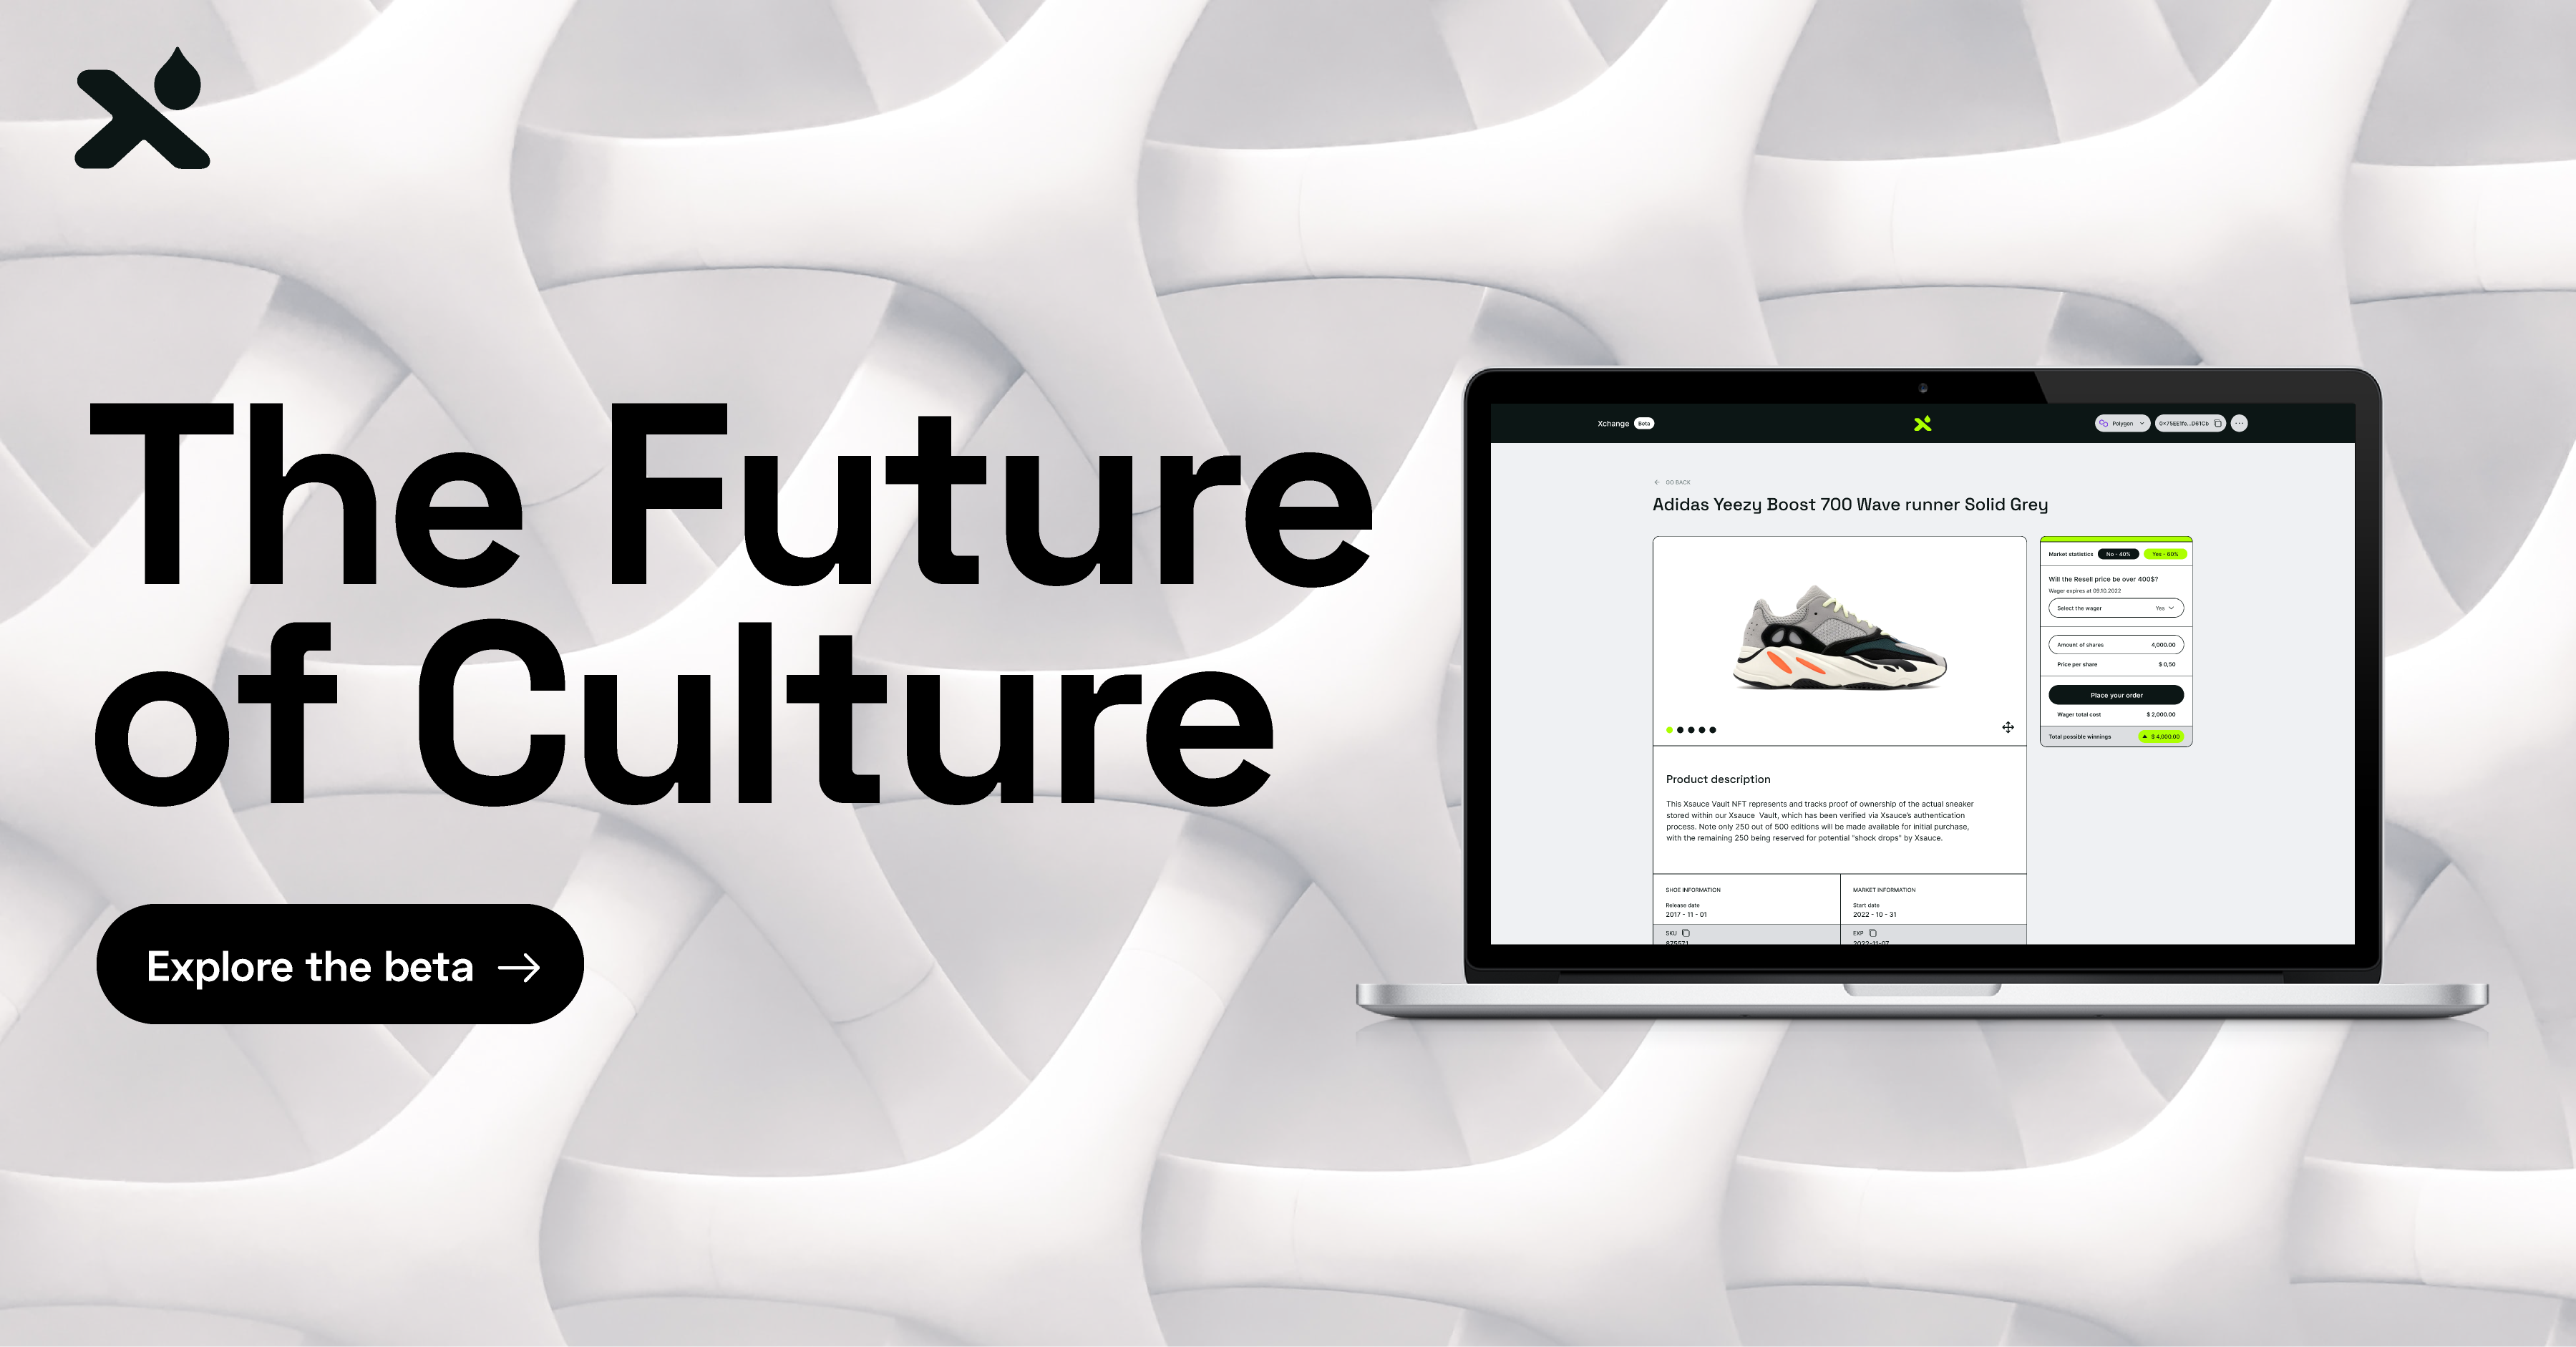 The Future
of Culture
Explore the beta
Xchange Beta
Polygon
GO BACK
Adidas Yeezy Boost 700 Wave runner Solid Grey
Market statistics No - 40% Yes - 60%
Will the Resell price be over 400$?
Wager expires at 09.10.2022
Select the wager Yes
Amount of shares 4,000.00
Price per share $ 0,50
Place your order
Wager total cost $ 2,000.00
Total possible winnings $ 4,000.00
Product description
This Xsauce Vault NFT represents and tracks proof of ownership of the actual sneaker
stored within our Xsauce Vault, which has been verified via Xsauce's authentication
process. Note only 250 out of 500 editions will be made available for initial purchase,
with the remaining 250 being reserved for potential "shock drops" by Xsauce.
SHOE INFORMATION
Release date
2017 - 11 - 01
SKU
MARKET INFORMATION
Start date
2022 - 10 - 31
EXP